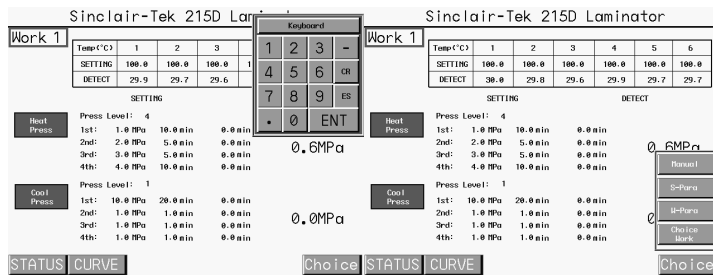 Sinclair-Tek 215D Lam
Work 1
Temp(°C) 1 2 3
SETTING 100.0 100.0 100.0 1
DETECT 29.9 29.7 29.6
SETTING
Heat Press
Press Level: 4
1st: 1.0 MPa 10.0 min 0.0 min
2nd: 2.0 MPa 5.0 min 0.0 min
3rd: 3.0 MPa 5.0 min 0.0 min
4th: 4.0 MPa 10.0 min 0.0 min
0.6MPa
Cool Press
Press Level: 1
1st: 10.0 MPa 20.0 min 0.0 min
2nd: 1.0 MPa 1.0 min 0.0 min
3rd: 1.0 MPa 1.0 min 0.0 min
4th: 1.0 MPa 1.0 min 0.0 min
0.0MPa
STATUS CURVE Choice
Keyboard
1 2 3 -
4 5 6 CR
7 8 9 ES
. 0 ENT
Sinclair-Tek 215D Laminator
Work 1
Temp(°C) 1 2 3 4 5 6
SETTING 100.0 100.0 100.0 100.0 100.0 100.0
DETECT 30.0 29.8 29.6 29.9 29.7 29.7
SETTING DETECT
Heat Press
Press Level: 4
1st: 1.0 MPa 10.0 min 0.0 min
2nd: 2.0 MPa 5.0 min 0.0 min
3rd: 3.0 MPa 5.0 min 0.0 min
4th: 4.0 MPa 10.0 min 0.0 min
0.6MPa
Cool Press
Press Level: 1
1st: 10.0 MPa 20.0 min 0.0 min
2nd: 1.0 MPa 1.0 min 0.0 min
3rd: 1.0 MPa 1.0 min 0.0 min
4th: 1.0 MPa 1.0 min 0.0 min
0
Manual
S-Para
W-Para
Choice Work
STATUS CURVE Choice